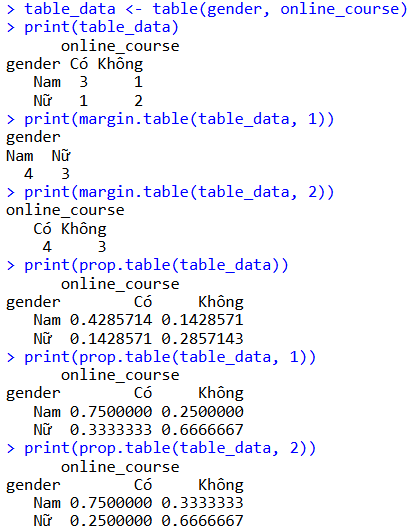 > table_data <- table(gender, online_course)
> print(table_data)
      online_course
gender Có Không
   Nam  3     1
   Nữ   1     2
> print(margin.table(table_data, 1))
gender
Nam  Nữ
  4   3
> print(margin.table(table_data, 2))
online_course
   Có Không
    4     3
> print(prop.table(table_data))
      online_course
gender        Có     Không
   Nam 0.4285714 0.1428571
   Nữ  0.1428571 0.2857143
> print(prop.table(table_data, 1))
      online_course
gender        Có     Không
   Nam 0.7500000 0.2500000
   Nữ  0.3333333 0.6666667
> print(prop.table(table_data, 2))
      online_course
gender        Có     Không
   Nam 0.7500000 0.3333333
   Nữ  0.2500000 0.6666667